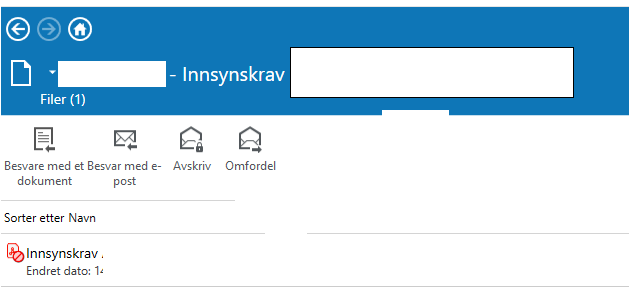 - Innsynskrav
Filer (1)
Besvare med et dokument
Besvar med e-post
Avskriv
Omfordel
Sorter etter Navn
Innsynskrav
Endret dato: 14